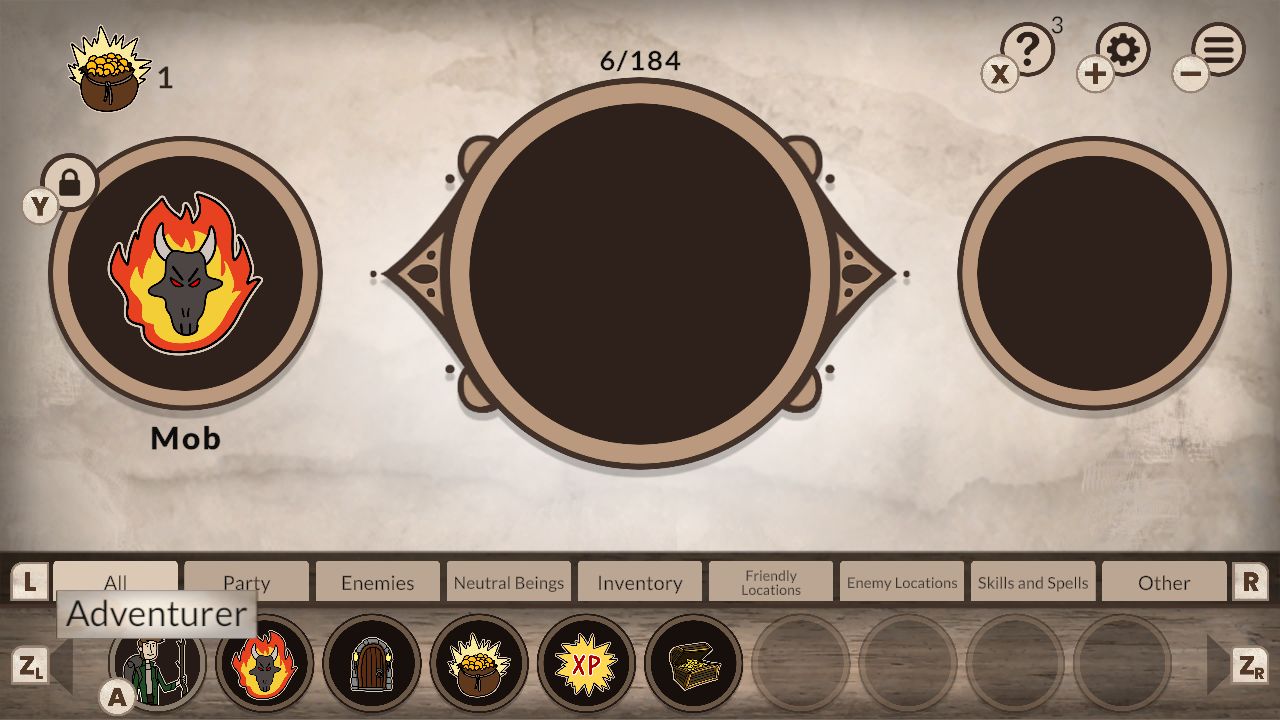 1
6/184
?
3
X
+
−
Y
Mob
L
All
Party
Enemies
Neutral Beings
Inventory
Friendly
Locations
Enemy Locations
Skills and Spells
Other
R
Adventurer
ZL
A
XP
ZR